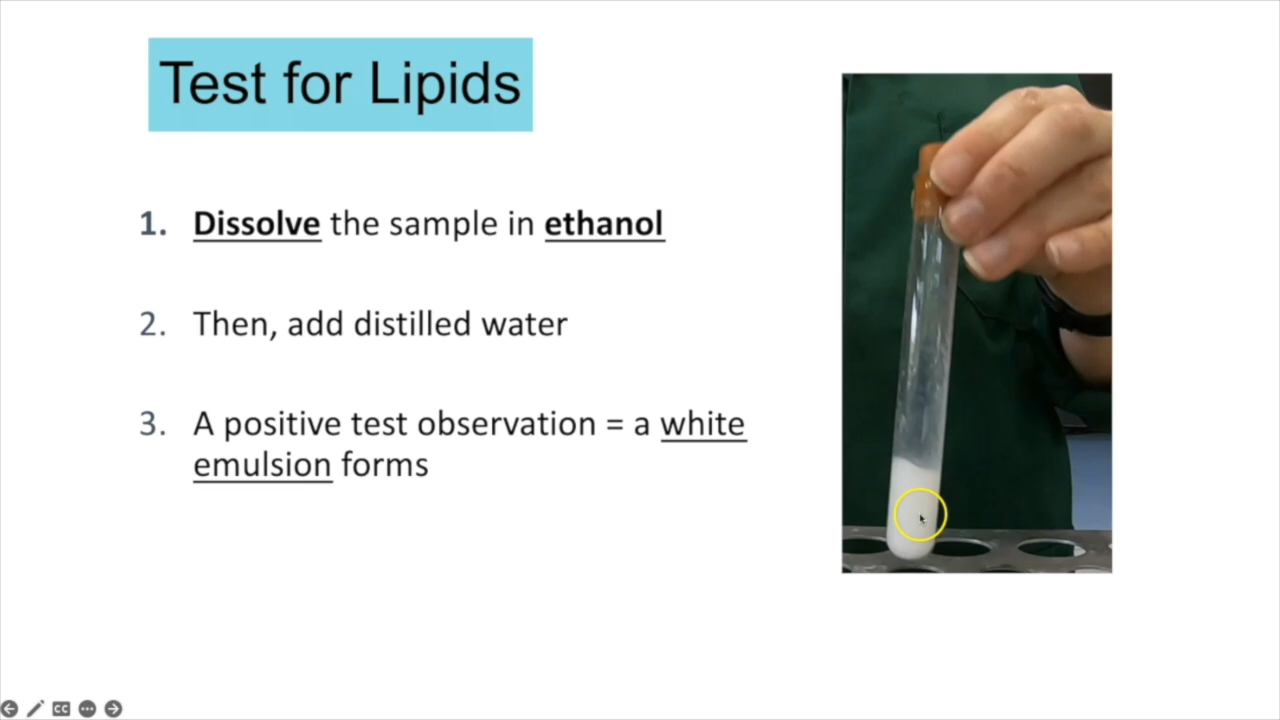 Test for Lipids
1. Dissolve the sample in ethanol
2. Then, add distilled water
3. A positive test observation = a white
emulsion forms
CC